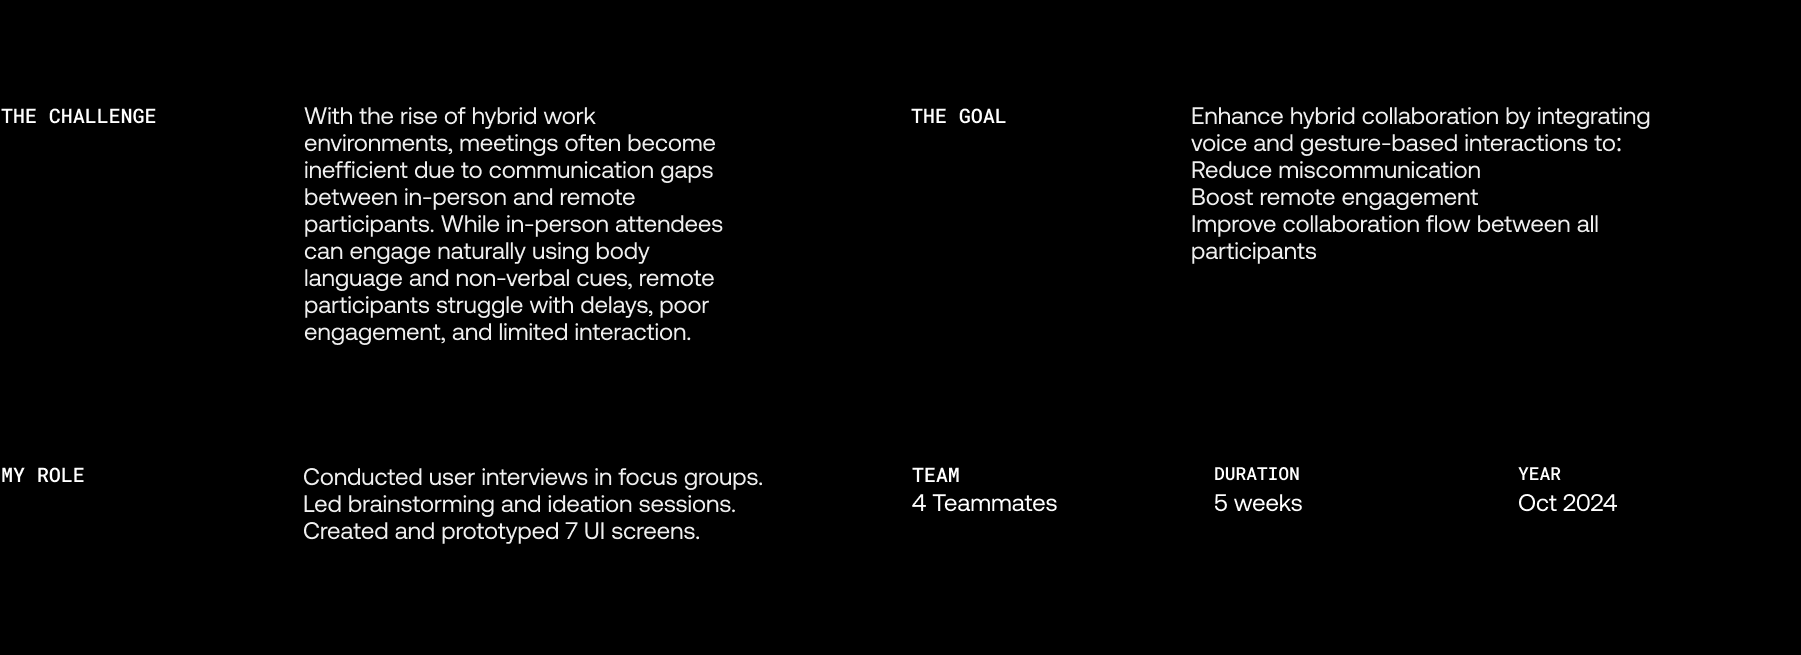 THE CHALLENGE
With the rise of hybrid work
environments, meetings often become
inefficient due to communication gaps
between in-person and remote
participants. While in-person attendees
can engage naturally using body
language and non-verbal cues, remote
participants struggle with delays, poor
engagement, and limited interaction.
THE GOAL
Enhance hybrid collaboration by integrating
voice and gesture-based interactions to:
Reduce miscommunication
Boost remote engagement
Improve collaboration flow between all
participants
MY ROLE
Conducted user interviews in focus groups.
Led brainstorming and ideation sessions.
Created and prototyped 7 UI screens.
TEAM
4 Teammates
DURATION
5 weeks
YEAR
Oct 2024